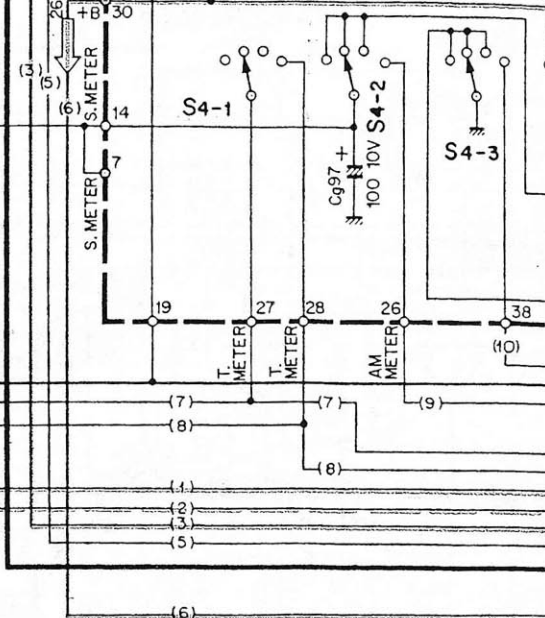 26
+B
30
(3)
(5)
(6)
S. METER
14
7
S. METER
S4-1
S4-2
+
Cg97
100 10V
S4-3
19
27
28
26
38
T. METER
T. METER
AM METER
(10)
(7)
(7)
(9)
(8)
(8)
(1)
(2)
(3)
(5)
(6)